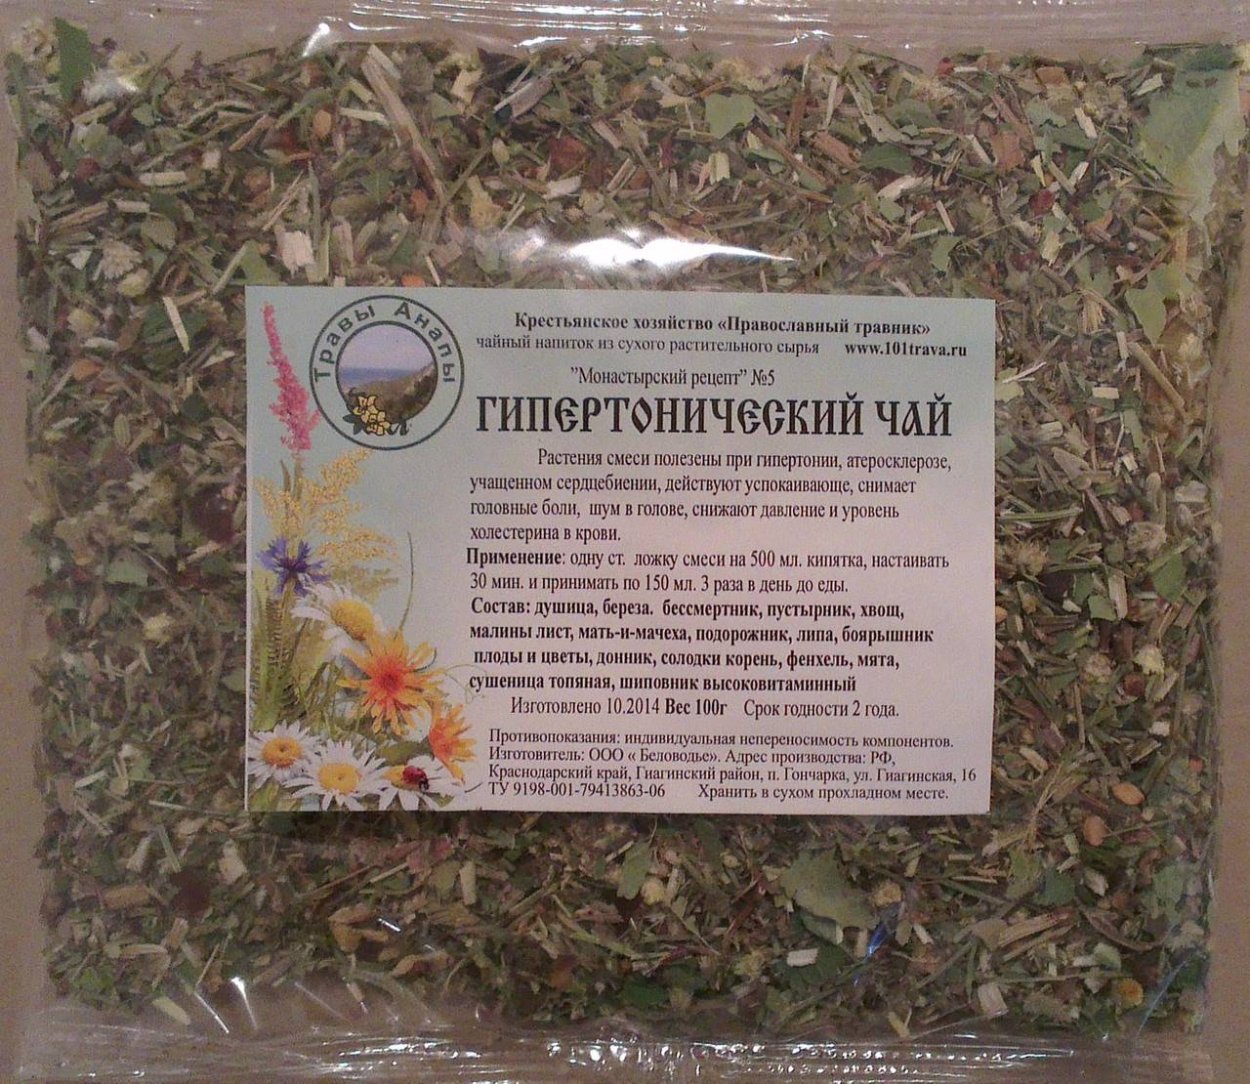 Травы Анапы
Крестьянское хозяйство «Православный травник»
чайный напиток из сухого растительного сырья www.101trava.ru
"Монастырский рецепт" №5
ГИПЕРТОНИЧЕСКИЙ ЧАЙ
Растения смеси полезены при гипертонии, атеросклерозе,
учащенном сердцебиении, действуют успокаивающе, снимает
головные боли, шум в голове, снижают давление и уровень
холестерина в крови.
Применение: одну ст. ложку смеси на 500 мл. кипятка, настаивать
30 мин. и принимать по 150 мл. 3 раза в день до еды.
Состав: душица, береза. бессмертник, пустырник, хвощ,
малины лист, мать-и-мачеха, подорожник, липа, боярышник
плоды и цветы, донник, солодки корень, фенхель, мята,
сушеница топяная, шиповник высоковитаминный
Изготовлено 10.2014 Вес 100г Срок годности 2 года.
Противопоказания: индивидуальная непереносимость компонентов.
Изготовитель: ООО « Беловодье». Адрес производства: РФ,
Краснодарский край, Гиагинский район, п. Гончарка, ул. Гиагинская, 16
ТУ 9198-001-79413863-06 Хранить в сухом прохладном месте.